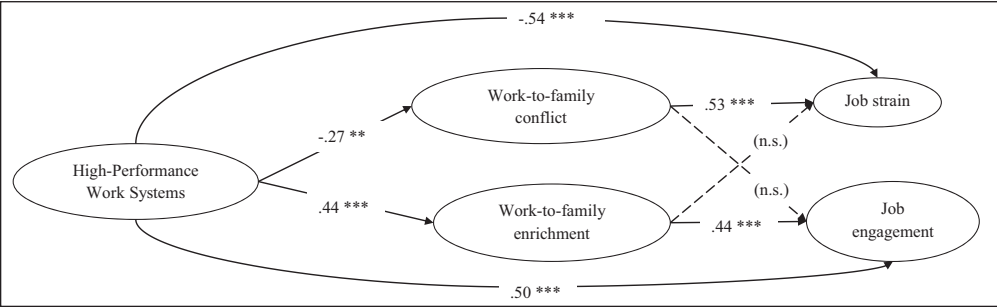 -.54 ***
Work-to-family
conflict
.53 ***
Job strain
-.27 **
(n.s.)
High-Performance
Work Systems
(n.s.)
.44 ***
Work-to-family
enrichment
.44 ***
Job
engagement
.50 ***